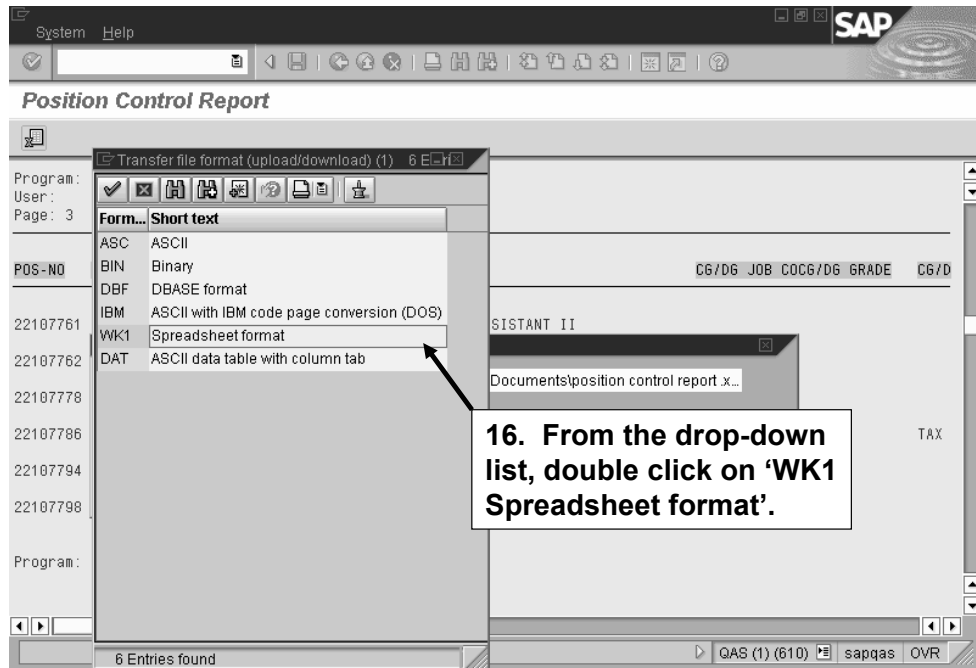 System Help
SAP
Position Control Report
Transfer file format (upload/download) (1) 6 E
Program:
User:
Page: 3
Form... Short text
ASC ASCII
BIN Binary
DBF DBASE format
IBM ASCII with IBM code page conversion (DOS)
WK1 Spreadsheet format
DAT ASCII data table with column tab
POS-NO CG/DG JOB COCG/DG GRADE CG/D
22107761 SISTANT II
22107762
Documents\position control report .x...
22107778
22107786 TAX
22107794
22107798
16. From the drop-down
list, double click on ‘WK1
Spreadsheet format’.
Program:
6 Entries found
QAS (1) (610) sapqas OVR